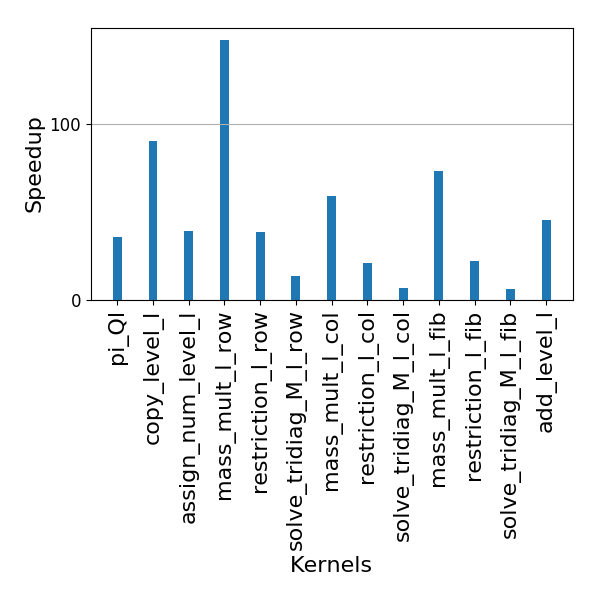 Speedup
100
0
pi_Ql
copy_level_l
assign_num_level_l
mass_mult_l_row
restriction_l_row
solve_tridiag_M_l_row
mass_mult_l_col
restriction_l_col
solve_tridiag_M_l_col
mass_mult_l_fib
restriction_l_fib
solve_tridiag_M_l_fib
add_level_l
Kernels